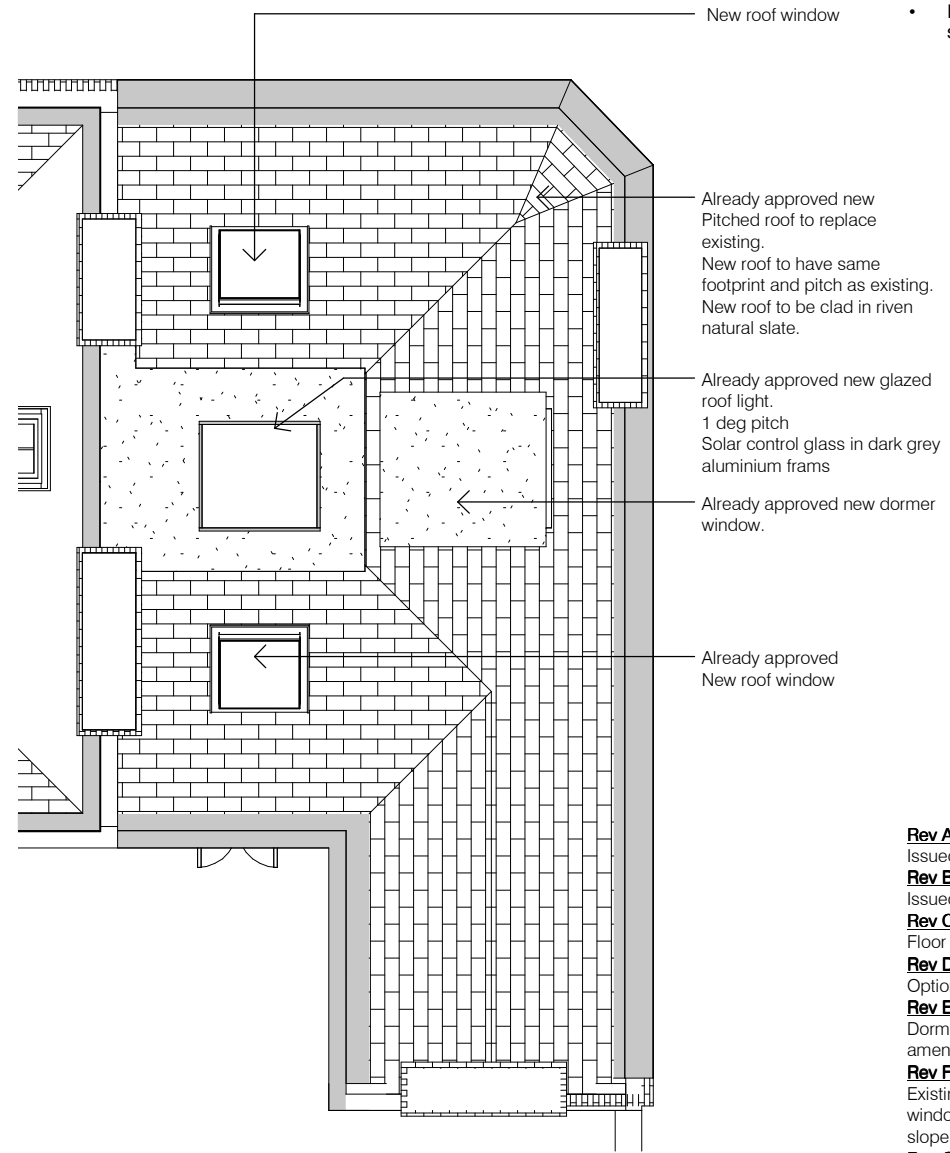 New roof window
Already approved new
Pitched roof to replace
existing.
New roof to have same
footprint and pitch as existing.
New roof to be clad in riven
natural slate.
Already approved new glazed
roof light.
1 deg pitch
Solar control glass in dark grey
aluminium frams
Already approved new dormer
window.
Already approved
New roof window
Rev A
Rev B
Rev C
Floor
Rev D
Rev E
Rev F
slope